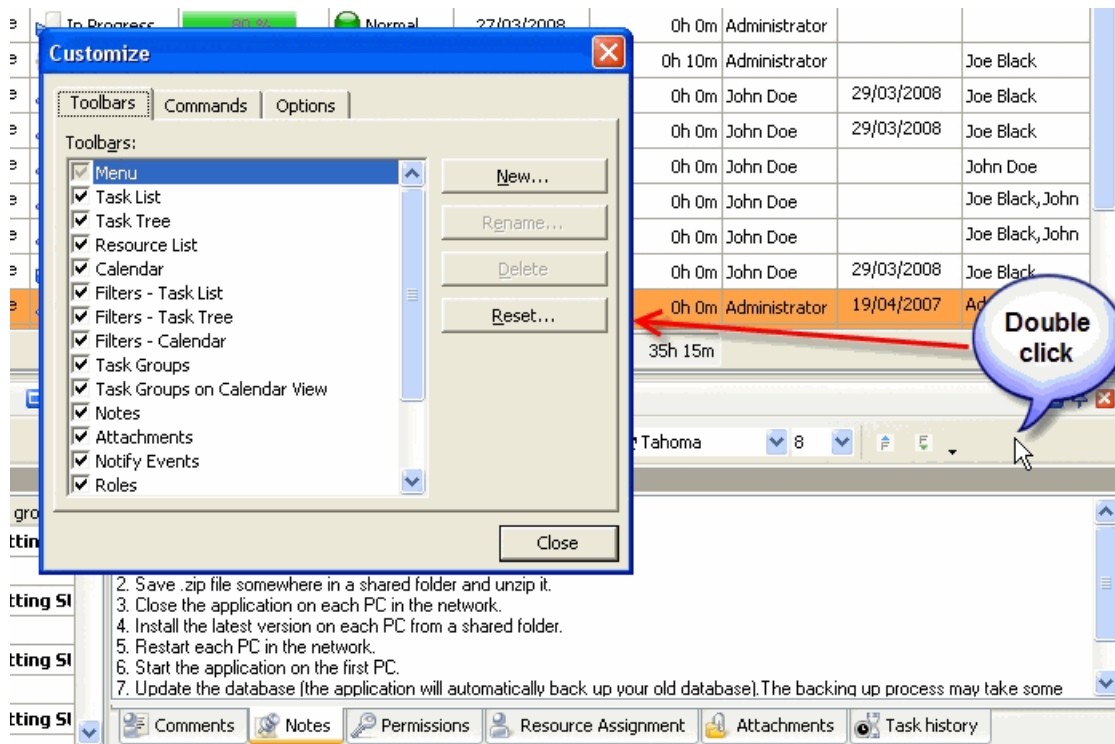 e In Progress 80 % Normal 27/03/2008 0h 0m Administrator
Customize
e 0h 10m Administrator Joe Black
Toolbars Commands Options
e 0h 0m John Doe 29/03/2008 Joe Black
e 0h 0m John Doe 29/03/2008 Joe Black
Toolbars:
Menu
New...
e 0h 0m John Doe John Doe
Task List
e 0h 0m John Doe Joe Black,John
Task Tree
Rename...
Resource List
e 0h 0m John Doe Joe Black,John
Calendar
Delete
e 0h 0m John Doe 29/03/2008 Joe Black
Filters - Task List
e 0h 0m Administrator 19/04/2007 Ad
Filters - Task Tree
Reset...
Double
click
Filters - Calendar
35h 15m
Task Groups
Task Groups on Calendar View
Notes
Attachments
Tahoma 8
Notify Events
Roles
gro
Close
2. Save .zip file somewhere in a shared folder and unzip it.
3. Close the application on each PC in the network.
tting Sl
4. Install the latest version on each PC from a shared folder.
5. Restart each PC in the network.
tting Sl
6. Start the application on the first PC.
7. Update the database (the application will automatically back up your old database).The backing up process may take some
tting Sl
Comments Notes Permissions Resource Assignment Attachments Task history